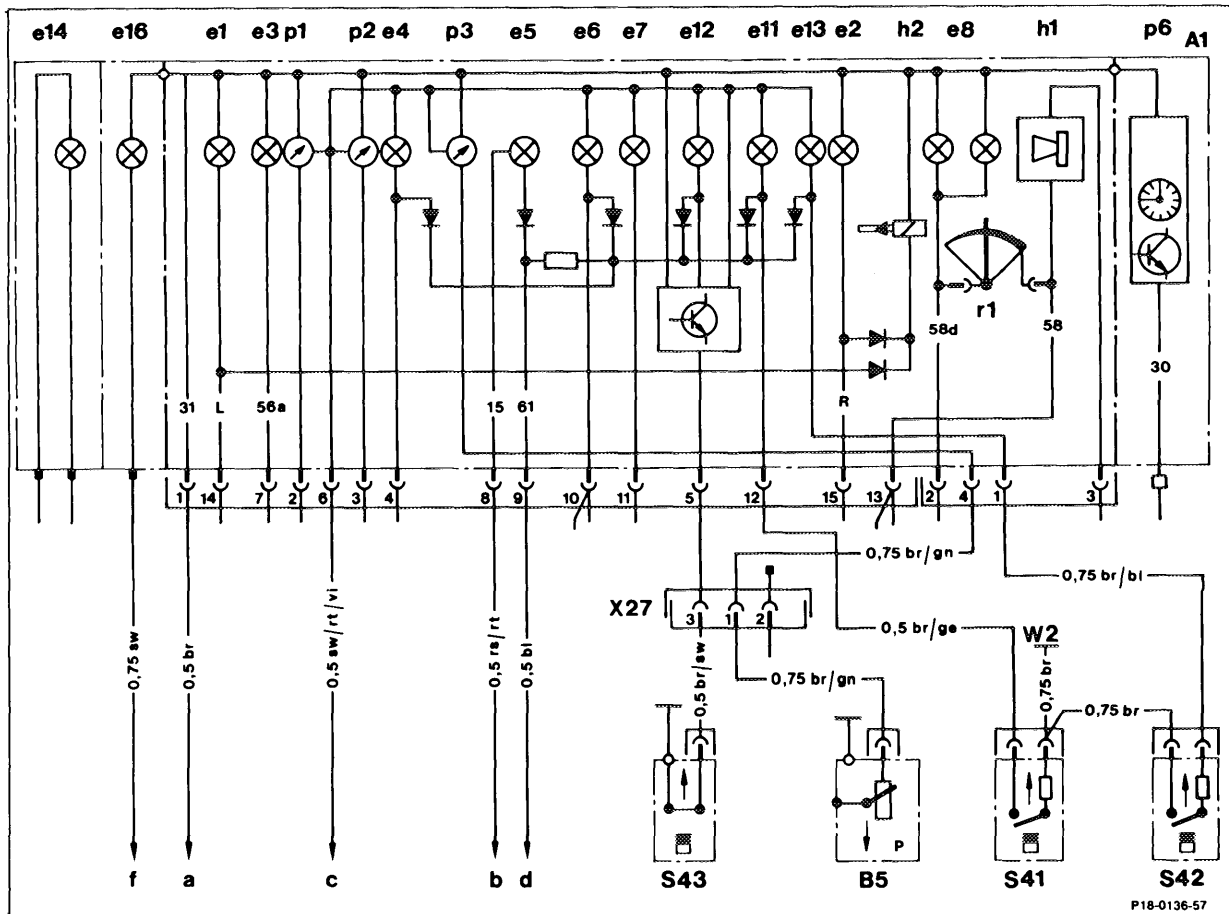 e14 e16 e1 e3 p1 p2 e4 p3 e5 e6 e7 e12 e11 e13 e2 h2 e8 h1 p6 A1
r1
58d 58
30
31 L 56a 15 61 R
1 14 7 2 6 3 4 8 9 10 11 5 12 15 13 2 4 1 3
0,75 br/gn
0,75 br/bl
X27
3 1 2
0,5 br/ge
W2
0,75 sw
0,5 br
0,5 sw/rt/vi
0,5 rs/rt
0,5 bl
0,5 br/sw
0,75 br/gn
0,75 br
0,75 br
P
f a c b d S43 B5 S41 S42
P18-0136-57